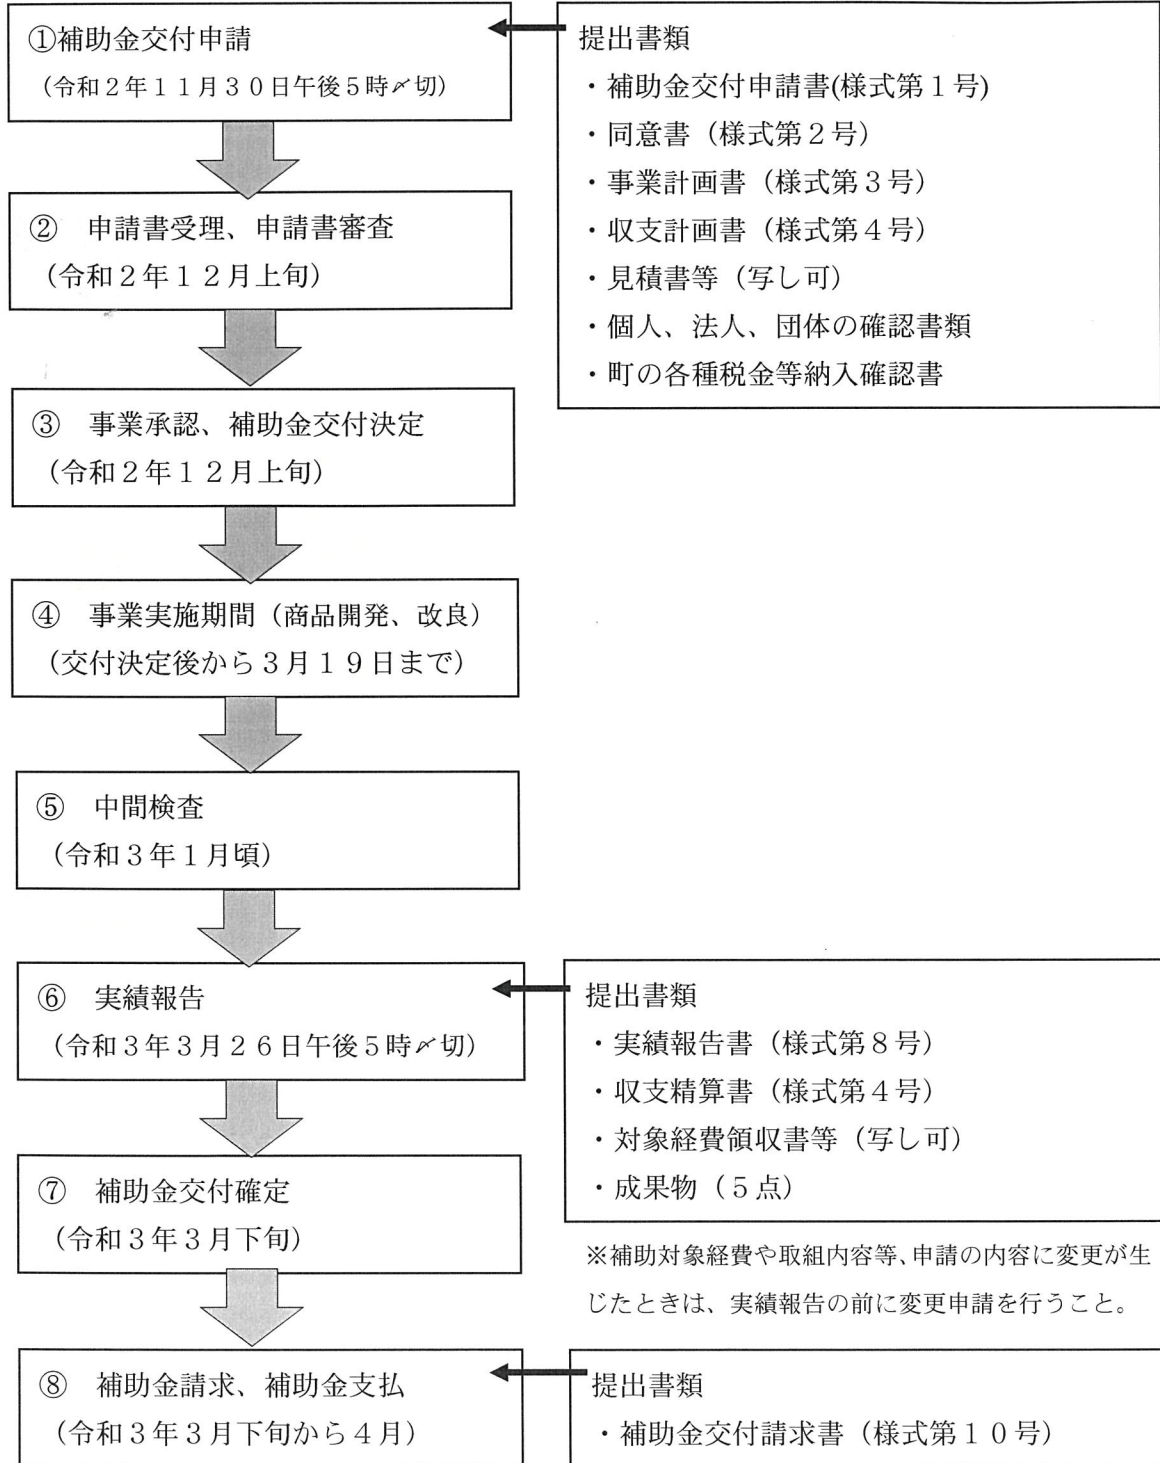 ①補助金交付申請
(令和２年１１月３０日午後５時〆切)
提出書類
・補助金交付申請書(様式第１号)
・同意書（様式第２号）
・事業計画書（様式第３号）
・収支計画書（様式第４号）
・見積書等（写し可）
・個人、法人、団体の確認書類
・町の各種税金等納入確認書
②　申請書受理、申請書審査
（令和２年１２月上旬）
③　事業承認、補助金交付決定
（令和２年１２月上旬）
④　事業実施期間（商品開発、改良）
（交付決定後から３月１９日まで）
⑤　中間検査
（令和３年１月頃）
⑥　実績報告
（令和３年３月２６日午後５時〆切）
提出書類
・実績報告書（様式第８号）
・収支精算書（様式第４号）
・対象経費領収書等（写し可）
・成果物（５点）
※補助対象経費や取組内容等、申請の内容に変更が生
じたときは、実績報告の前に変更申請を行うこと。
⑦　補助金交付確定
（令和３年３月下旬）
⑧　補助金請求、補助金支払
（令和３年３月下旬から４月）
提出書類
・補助金交付請求書（様式第１０号）